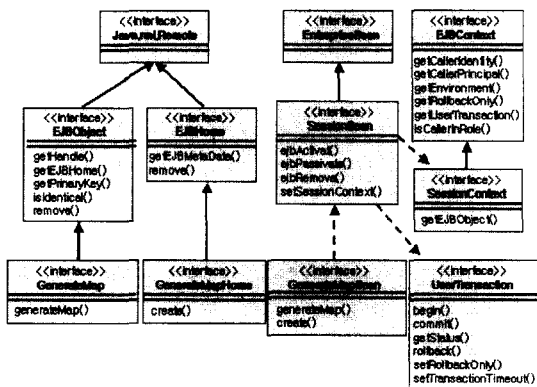 <<interface>>
Java.rmi.Remote
<<interface>>
EnterpriseBean
<<interface>>
EJBContext
getCallerIdentity()
getCallerPrincipal()
getEnvironment()
getRollbackOnly()
getUserTransaction()
isCallerInRole()
<<interface>>
EJBObject
getHandle()
getEJBHome()
getPrimaryKey()
isIdentical()
remove()
<<interface>>
EJBHome
getEJBMetaData()
remove()
<<interface>>
SessionBean
ejbActivat()
ejbPassivate()
ejbRemove()
setSessionContext()
<<interface>>
SessionContext
getEJBObject()
<<interface>>
GenerateMap
generateMap()
<<interface>>
GenerateMapHome
create()
<<interface>>
GenerateMapBean
generateMap()
create()
<<interface>>
UserTransaction
begin()
commit()
getStatus()
rollback()
setRollbackOnly()
setTransactionTimeout()